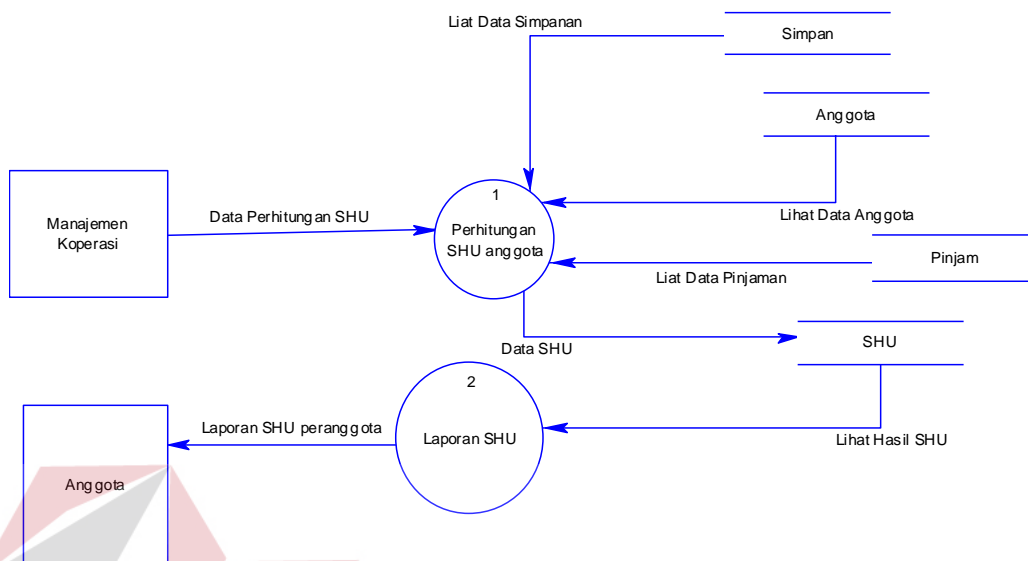 Liat Data Simpanan
Simpan
Anggota
Manajemen
Koperasi
Data Perhitungan SHU
1
Perhitungan
SHU anggota
Lihat Data Anggota
Pinjam
Liat Data Pinjaman
Data SHU
SHU
2
Laporan SHU
Laporan SHU peranggota
Lihat Hasil SHU
Anggota